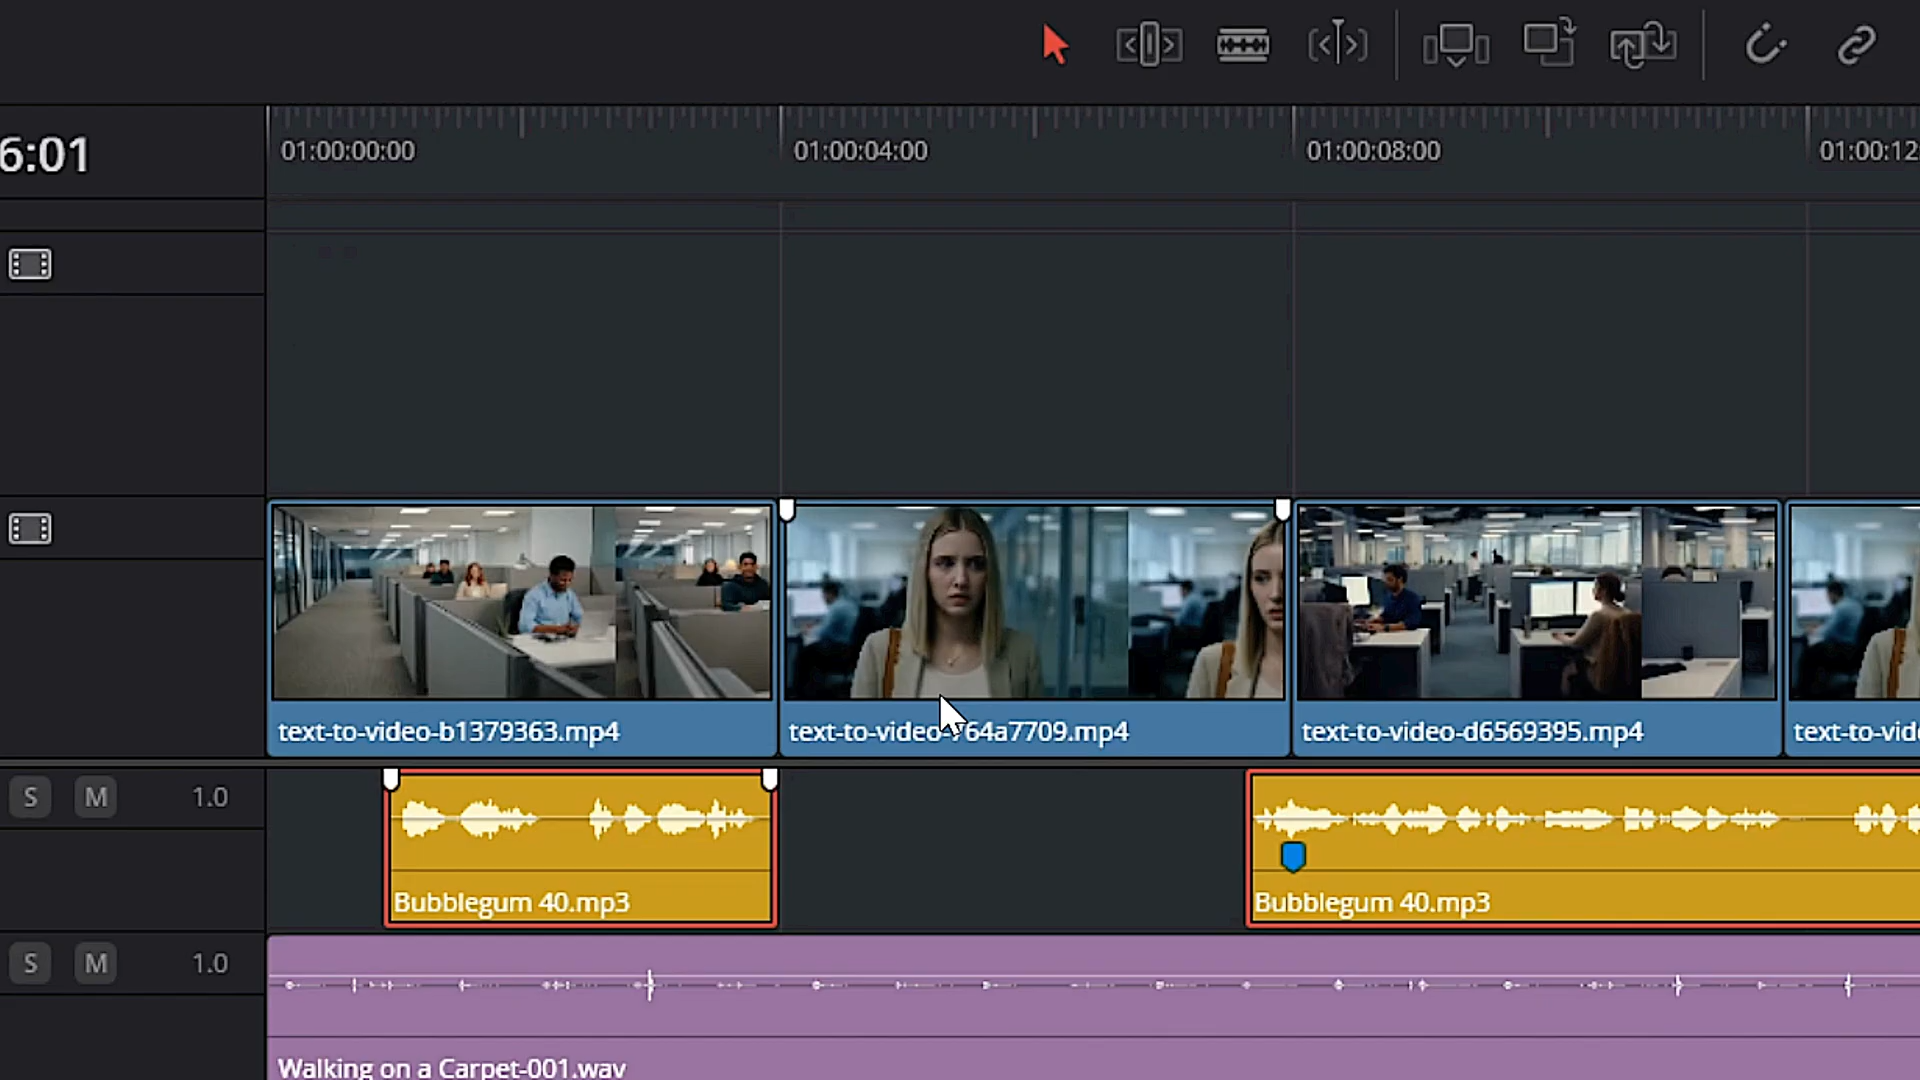 6:01
01:00:00:00
01:00:04:00
01:00:08:00
01:00:12:
text-to-video-b1379363.mp4
text-to-video- 64a7709.mp4
text-to-video-d6569395.mp4
text-to-vid
S M 1.0
Bubblegum 40.mp3
Bubblegum 40.mp3
S M 1.0
Walking on a Carpet-001.wav